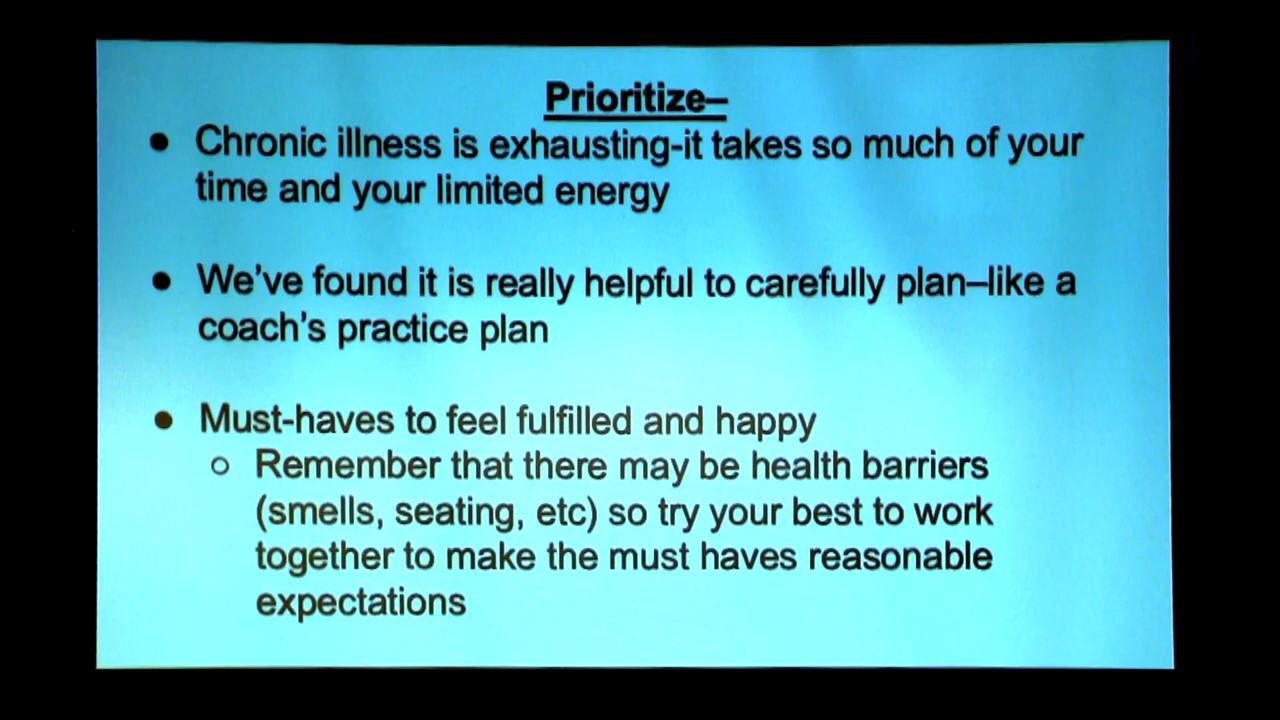 Prioritize–
● Chronic illness is exhausting-it takes so much of your
time and your limited energy
● We've found it is really helpful to carefully plan–like a
coach's practice plan
● Must-haves to feel fulfilled and happy
○ Remember that there may be health barriers
(smells, seating, etc) so try your best to work
together to make the must haves reasonable
expectations